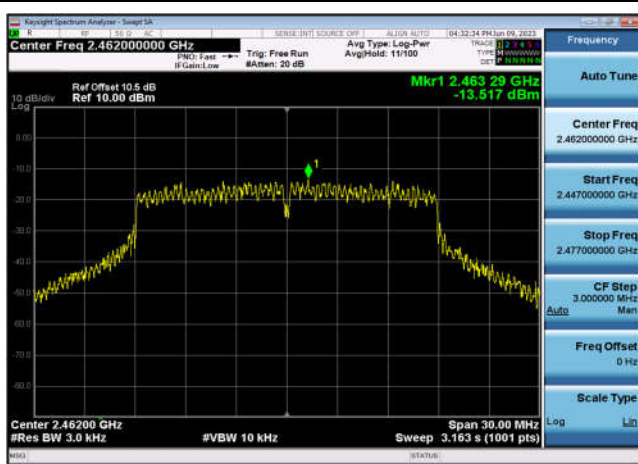 Keysight Spectrum Analyzer - Swept SA
R RF 50 Ω AC SENSE:INT SOURCE OFF ALIGN AUTO 04:32:34 PM Jun 09, 2023
Center Freq 2.462000000 GHz
PNO: Fast
IFGain:Low
Trig: Free Run
#Atten: 20 dB
Avg Type: Log-Pwr
Avg|Hold: 11/100
TRACE 1 2 3 4 5 6
TYPE M
DET P N N N N N
Mkr1 2.463 29 GHz
-13.517 dBm
Ref Offset 10.5 dB
Ref 10.00 dBm
10 dB/div
Log
0.00
-10.0
-20.0
-30.0
-40.0
-50.0
-60.0
-70.0
-80.0
1
Center 2.46200 GHz
Span 30.00 MHz
#Res BW 3.0 kHz
#VBW 10 kHz
Sweep 3.163 s (1001 pts)
MSG
STATUS
Frequency
Auto Tune
Center Freq
2.462000000 GHz
Start Freq
2.447000000 GHz
Stop Freq
2.477000000 GHz
CF Step
3.000000 MHz
Auto Man
Freq Offset
0 Hz
Scale Type
Log Lin